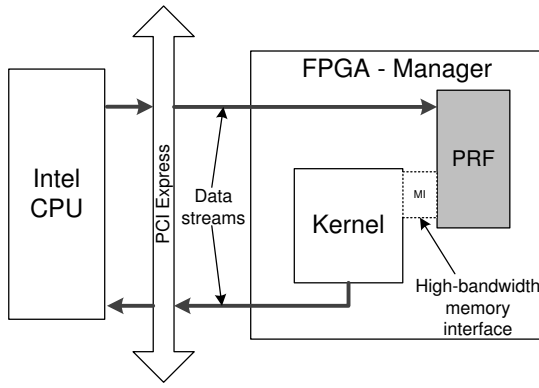 FPGA - Manager
Intel
CPU
PCI Express
Data
streams
PRF
MI
Kernel
High-bandwidth
memory
interface